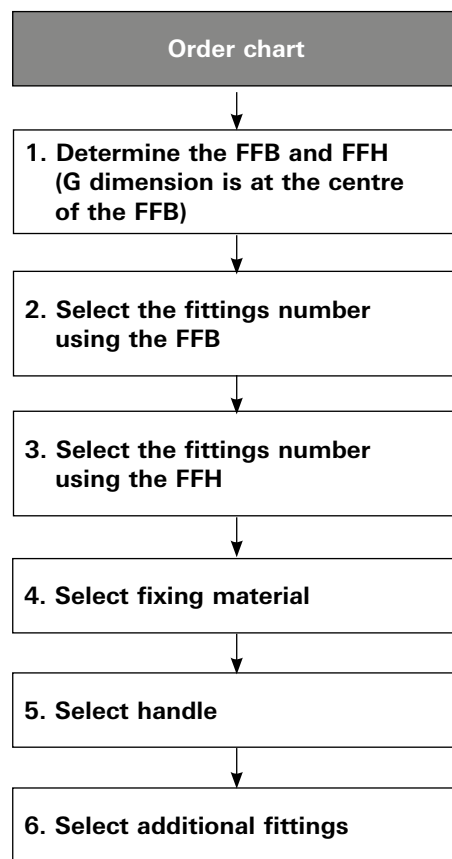 Order chart
1. Determine the FFB and FFH
(G dimension is at the centre
of the FFB)
2. Select the fittings number
using the FFB
3. Select the fittings number
using the FFH
4. Select fixing material
5. Select handle
6. Select additional fittings